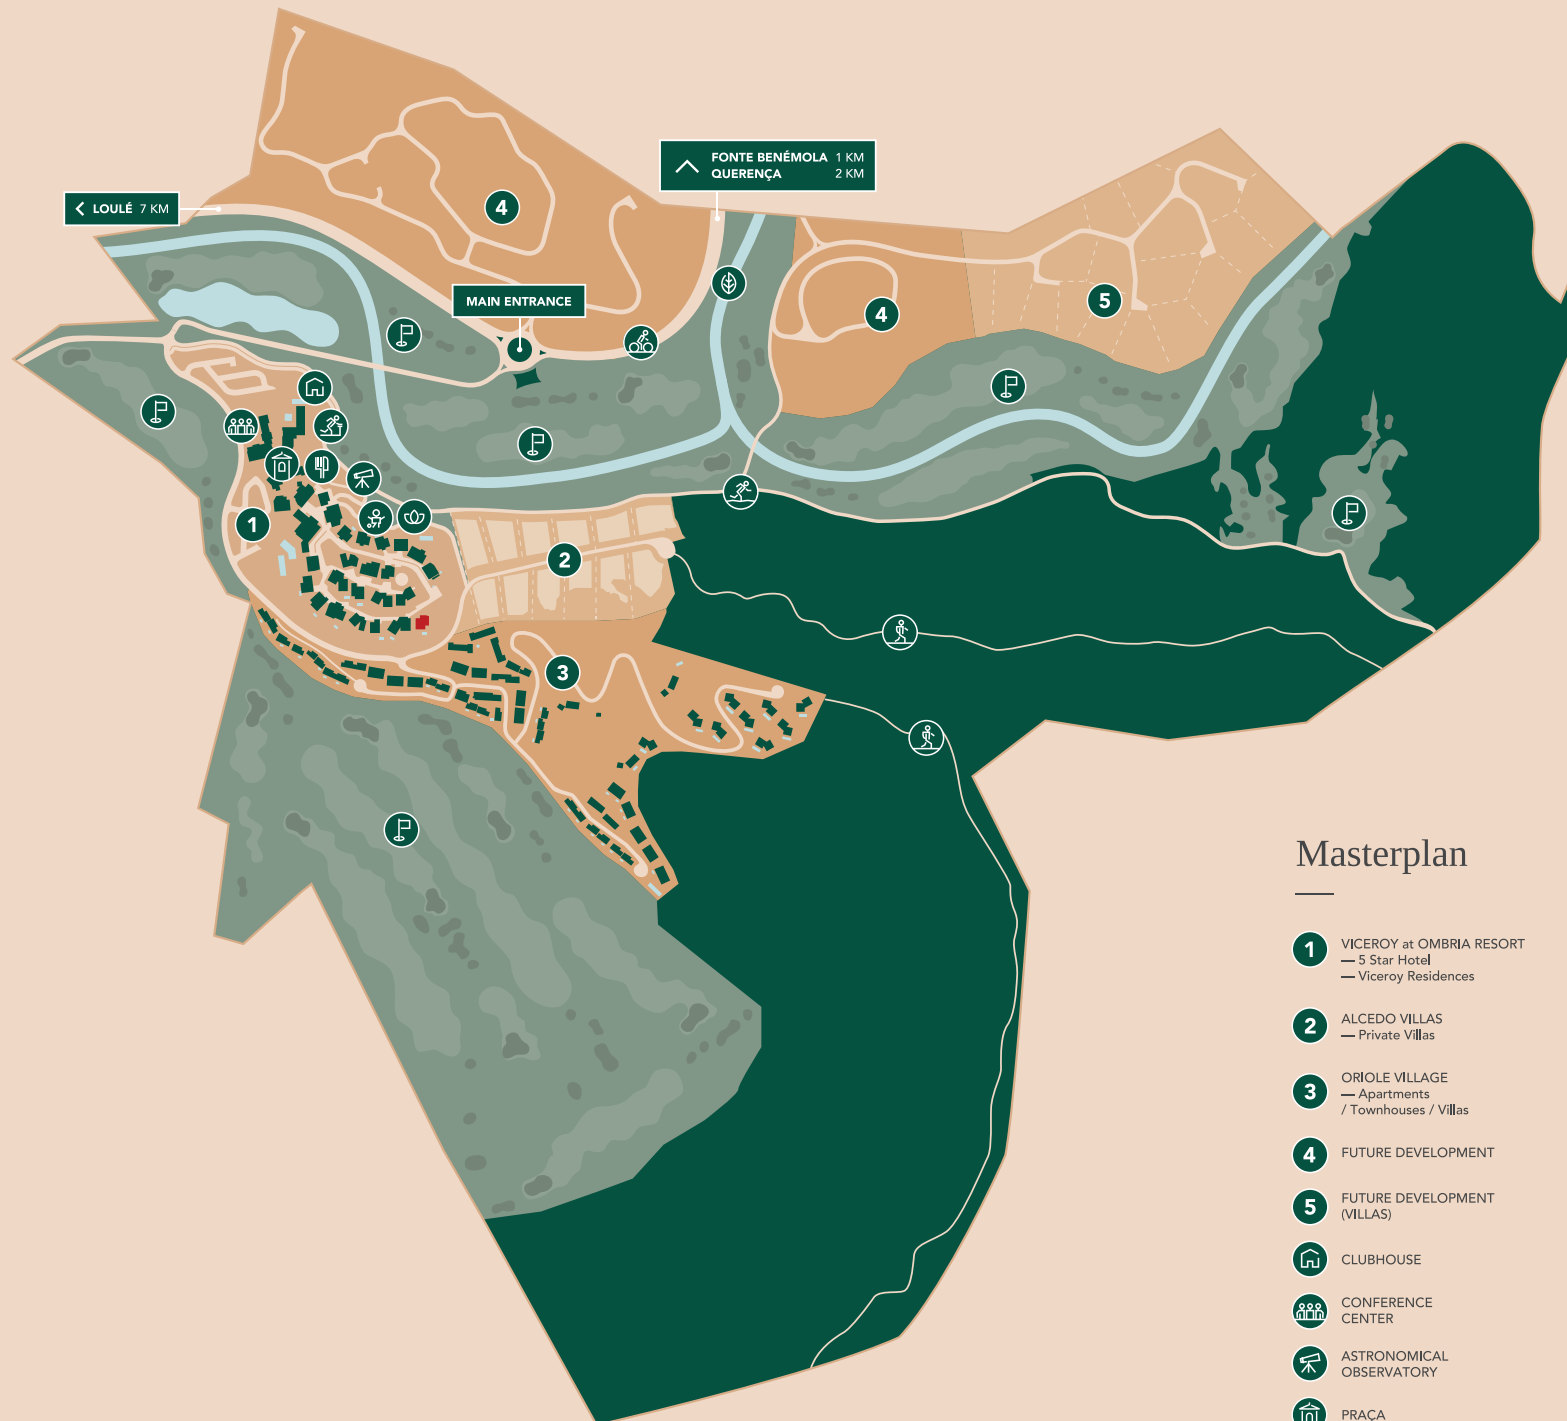 FONTE BENÉMOLA 1 KM
QUERENÇA 2 KM
LOULÉ 7 KM
4
MAIN ENTRANCE
4
5
1
2
3
Masterplan
1 VICEROY at OMBRIA RESORT
— 5 Star Hotel
— Viceroy Residences
2 ALCEDO VILLAS
— Private Villas
3 ORIOLE VILLAGE
— Apartments
/ Townhouses / Villas
4 FUTURE DEVELOPMENT
5 FUTURE DEVELOPMENT
(VILLAS)
CLUBHOUSE
CONFERENCE
CENTER
ASTRONOMICAL
OBSERVATORY
PRAÇA